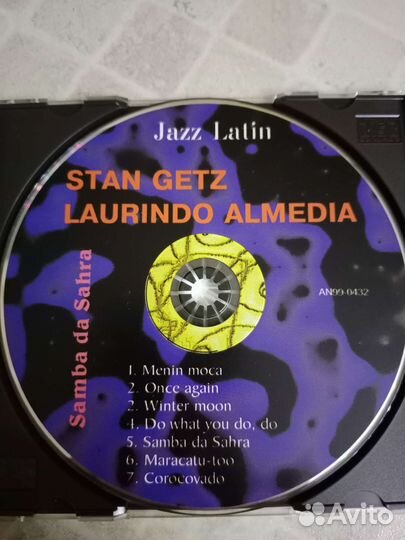 Jazz Latin
STAN GETZ
LAURINDO ALMEDIA
Samba da Sahra
AN99-0432
1. Menin moca
2. Once again
2. Winter moon
4. Do what you do, do
5. Samba da Sahra
6. Maracatu-too
7. Corocovado
Avito